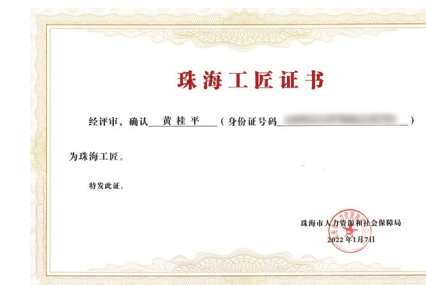 珠海工匠证书
经评审，确认 黄桂平 （身份证号码 ）
为珠海工匠。
特发此证。
珠海市人力资源和社会保障局
2022年1月7日